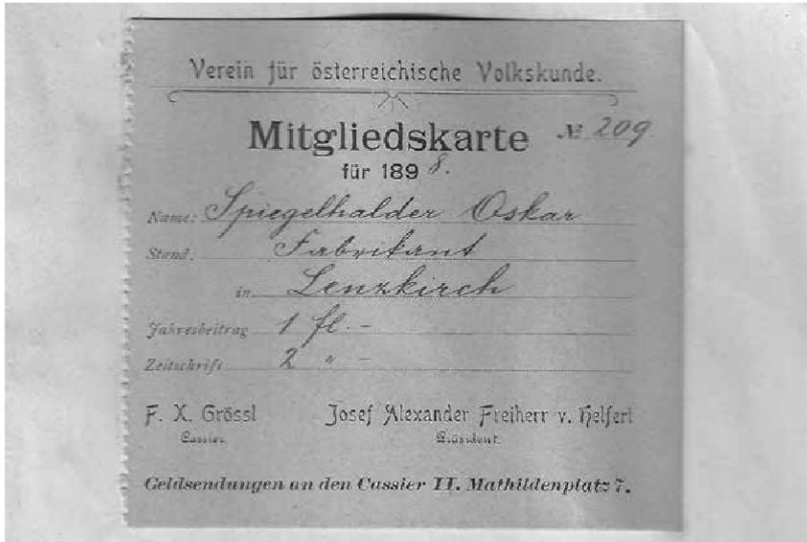 Verein für österreichische Volkskunde.
Mitgliedskarte № 209.
für 1898.
Name: Spiegelhalder Oskar
Stand: Fabrikant
in Lenzkirch
Jahresbeitrag 1 fl. –
Zeitschrift 2 " –
F. X. Grössl Josef Alexander Freiherr v. Helfert
Cassier. Präsident.
Geldsendungen an den Cassier II. Mathildenplatz 7.